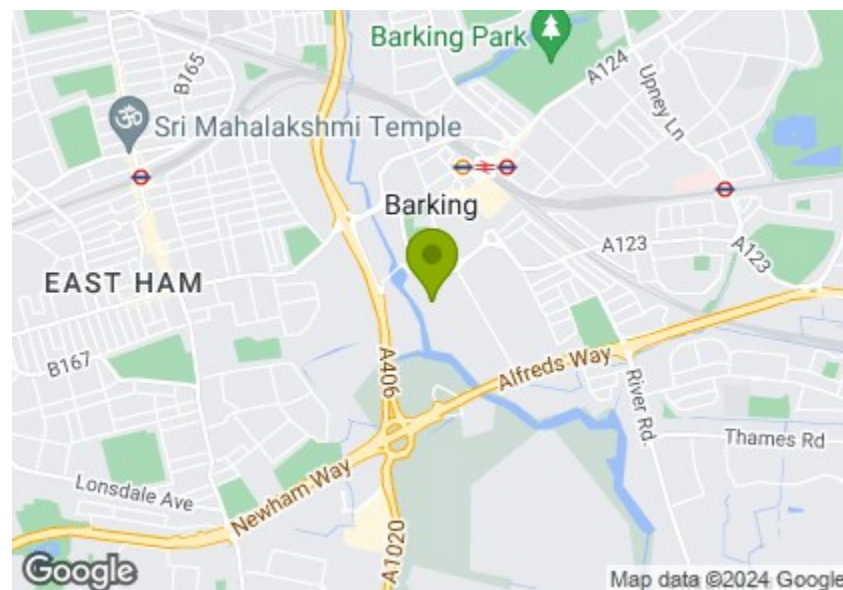 Barking Park
A124
B165
Upney Ln
Sri Mahalakshmi Temple
Barking
A123
A123
EAST HAM
B167
A406
Alfreds Way
River Rd.
Thames Rd
Lonsdale Ave
Newham Way
A1020
Google
Map data ©2024 Google